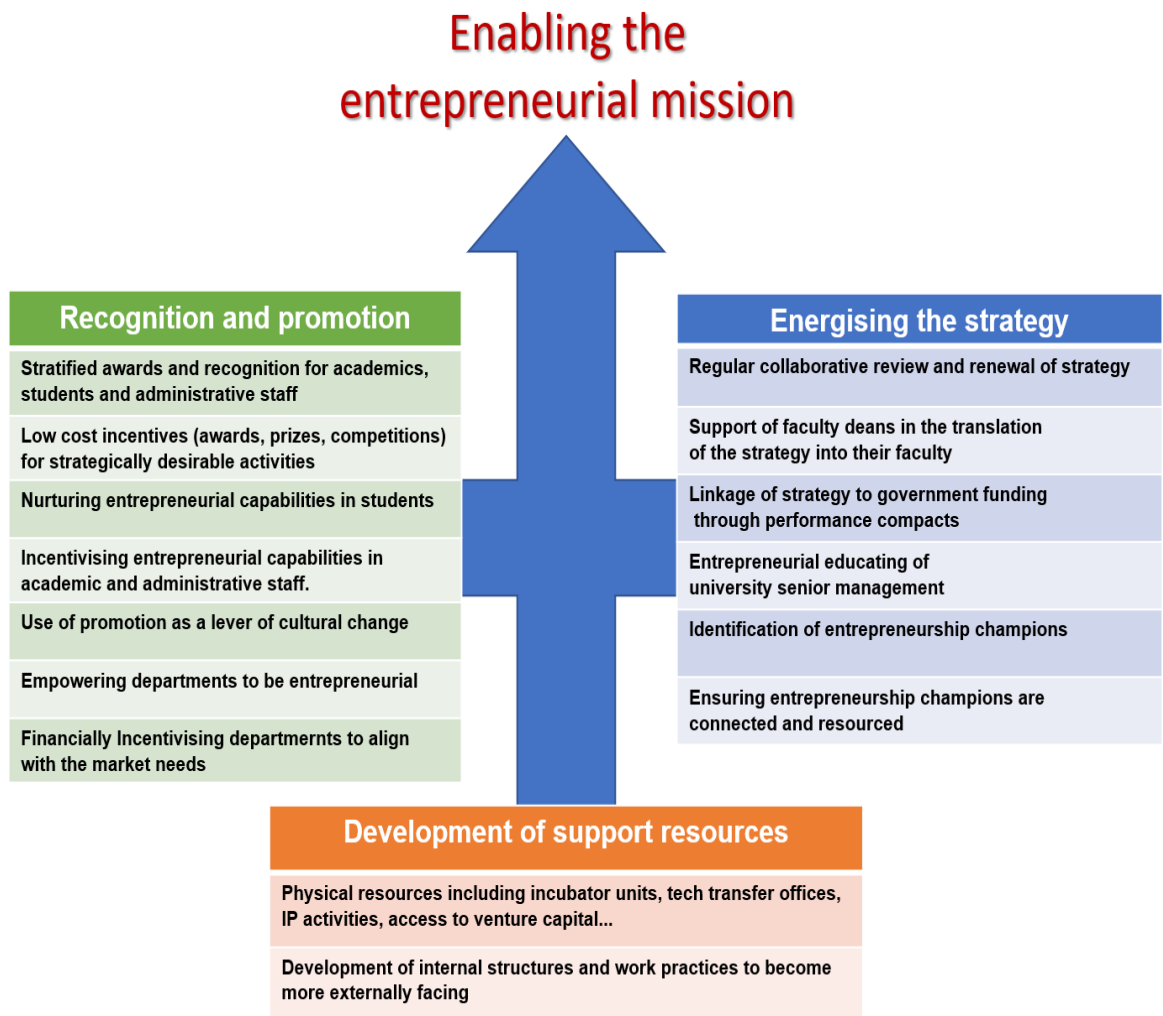 Enabling the
entrepreneurial mission
Recognition and promotion
Stratified awards and recognition for academics,
students and administrative staff
Low cost incentives (awards, prizes, competitions)
for strategically desirable activities
Nurturing entrepreneurial capabilities in students
Incentivising entrepreneurial capabilities in
academic and administrative staff.
Use of promotion as a lever of cultural change
Empowering departments to be entrepreneurial
Financially Incentivising departmernts to align
with the market needs
Energising the strategy
Regular collaborative review and renewal of strategy
Support of faculty deans in the translation
of the strategy into their faculty
Linkage of strategy to government funding
through performance compacts
Entrepreneurial educating of
university senior management
Identification of entrepreneurship champions
Ensuring entrepreneurship champions are
connected and resourced
Development of support resources
Physical resources including incubator units, tech transfer offices,
IP activities, access to venture capital...
Development of internal structures and work practices to become
more externally facing